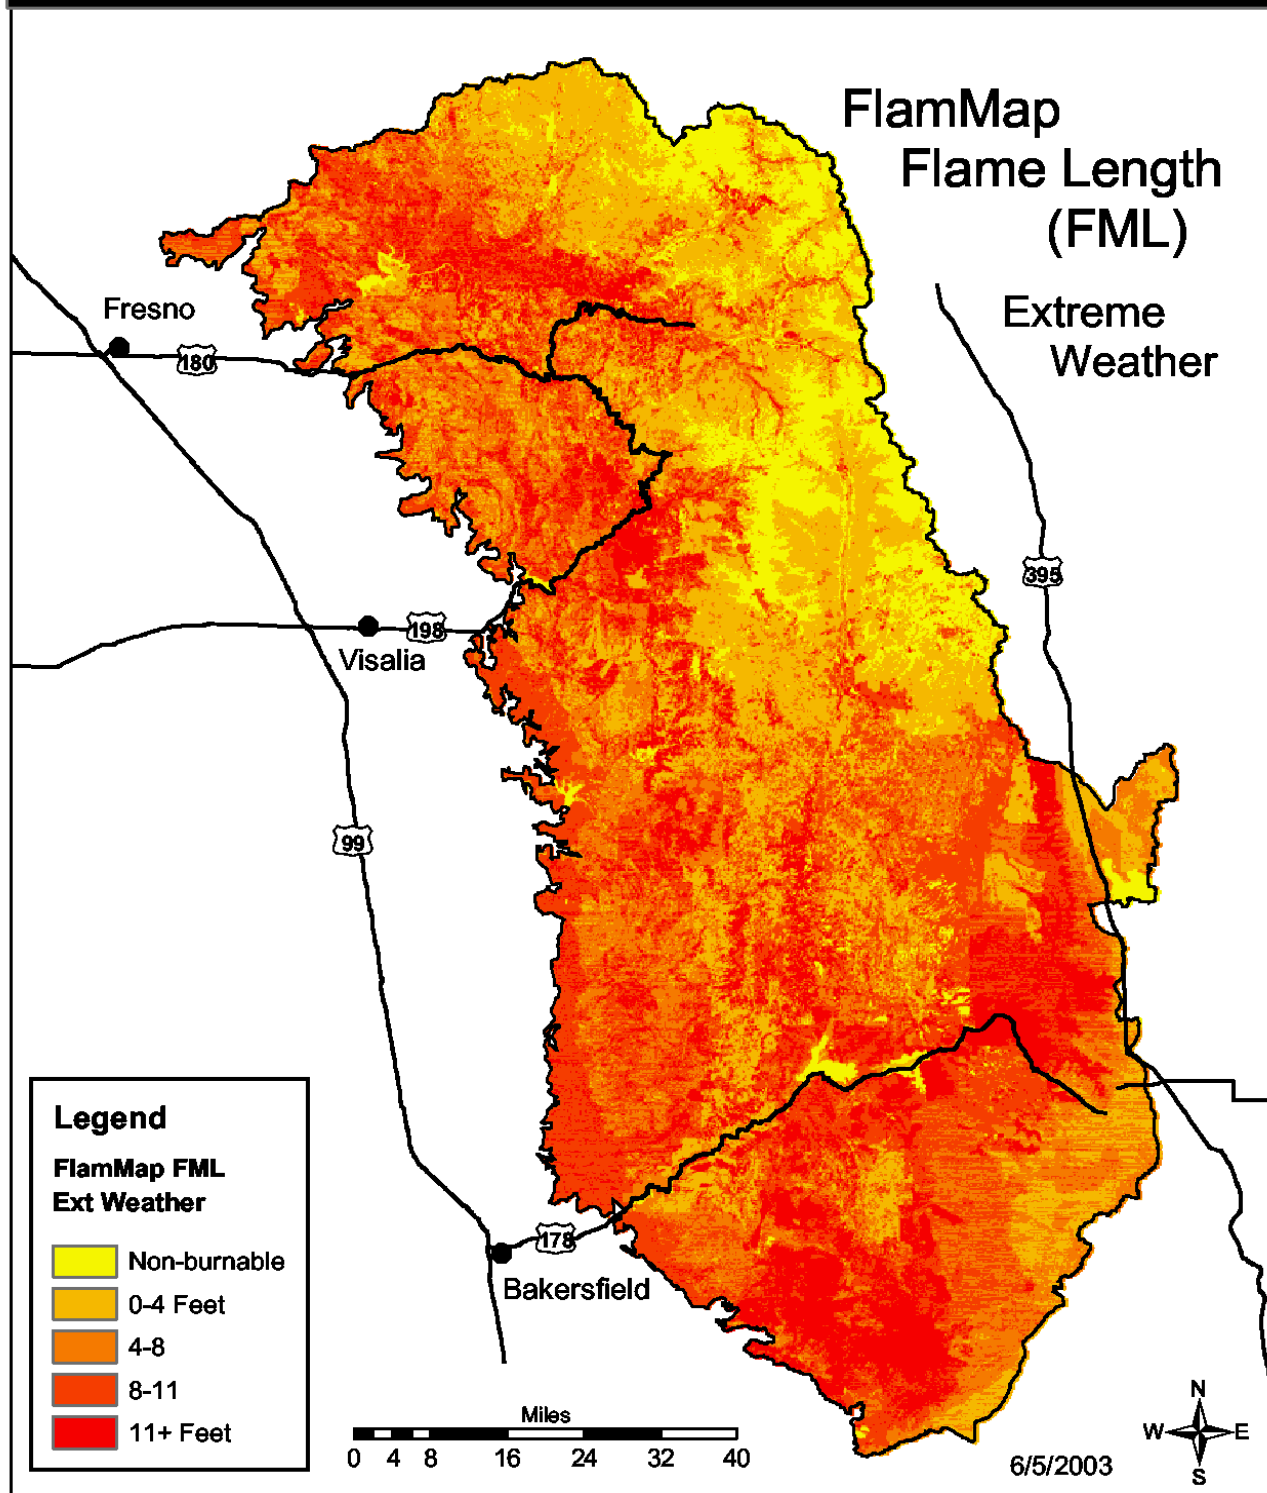 FlamMap
Flame Length
(FML)
Extreme
Weather
Fresno
180
395
198
Visalia
99
Legend
FlamMap FML
Ext Weather
Non-burnable
0-4 Feet
4-8
8-11
11+ Feet
178
Bakersfield
Miles
0 4 8 16 24 32 40
6/5/2003
N
W E
S